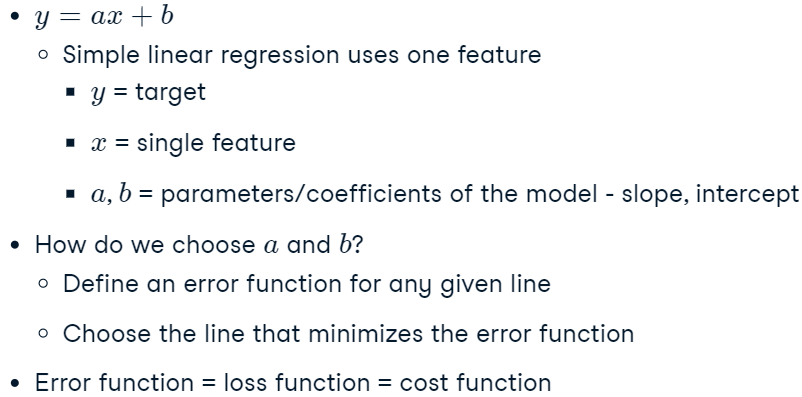 • y = ax + b
◦ Simple linear regression uses one feature
▪ y = target
▪ x = single feature
▪ a, b = parameters/coefficients of the model - slope, intercept
• How do we choose a and b?
◦ Define an error function for any given line
◦ Choose the line that minimizes the error function
• Error function = loss function = cost function